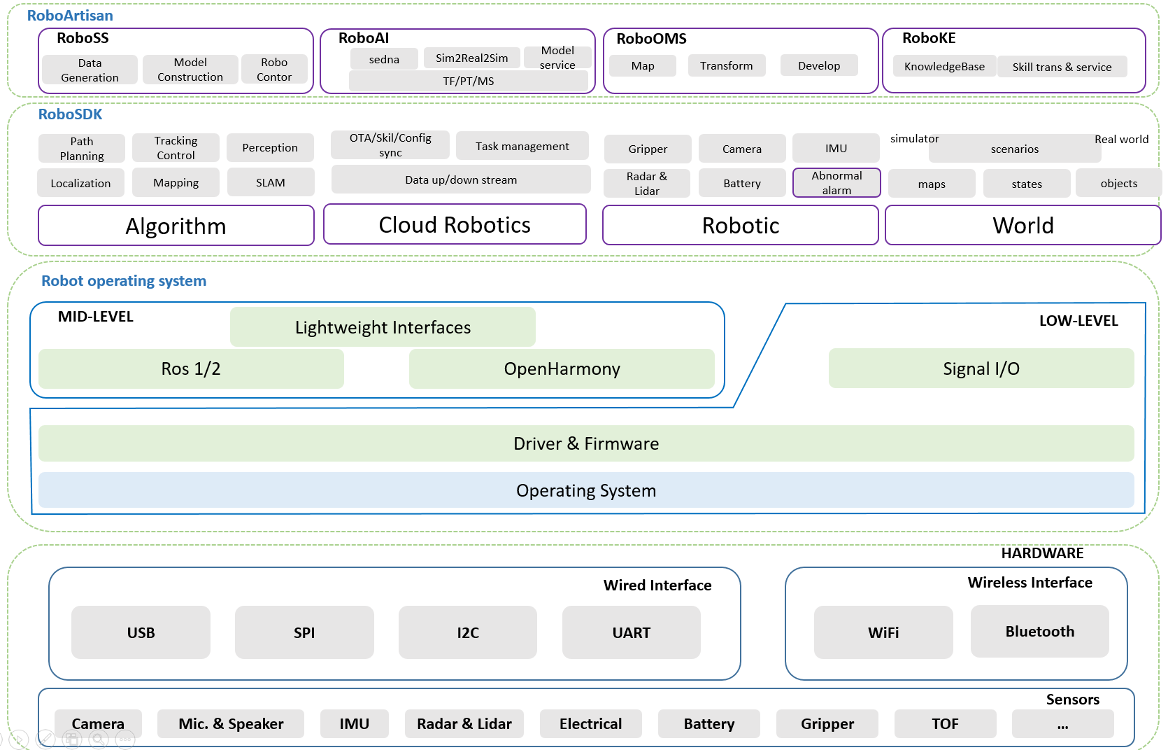 RoboArtisan
RoboSS
Data
Generation
Model
Construction
Robo
Contor
RoboAI
sedna
Sim2Real2Sim
Model
service
TF/PT/MS
RoboOMS
Map
Transform
Develop
RoboKE
KnowledgeBase
Skill trans & service
RoboSDK
Path
Planning
Tracking
Control
Perception
Localization
Mapping
SLAM
Algorithm
OTA/Skil/Config
sync
Task management
Data up/down stream
Cloud Robotics
Gripper
Camera
IMU
Radar &
Lidar
Battery
Abnormal
alarm
Robotic
simulator
scenarios
Real world
maps
states
objects
World
Robot operating system
MID-LEVEL
Lightweight Interfaces
Ros 1/2
OpenHarmony
LOW-LEVEL
Signal I/O
Driver & Firmware
Operating System
HARDWARE
Wired Interface
USB
SPI
I2C
UART
Wireless Interface
WiFi
Bluetooth
Sensors
Camera
Mic. & Speaker
IMU
Radar & Lidar
Electrical
Battery
Gripper
TOF
...